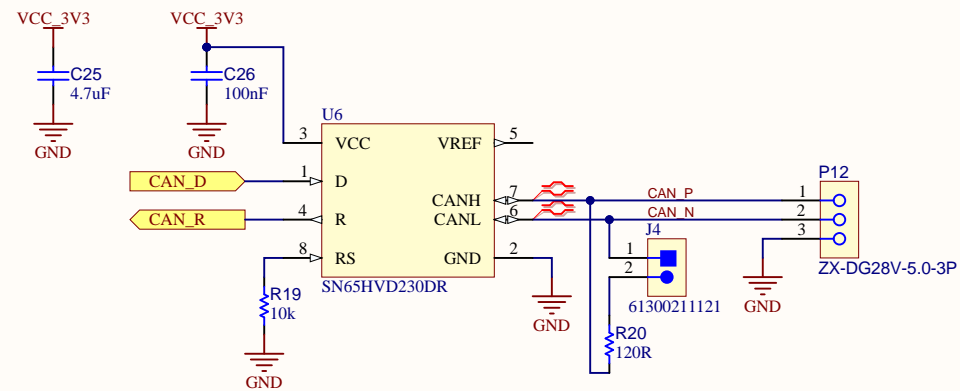 VCC_3V3
VCC_3V3
C25
4.7uF
C26
100nF
GND
GND
U6
3
VCC
VREF
5
CAN_D
1
D
CAN_R
4
R
CANH
7
CANL
6
8
RS
GND
2
SN65HVD230DR
R19
10k
GND
GND
CAN_P
CAN_N
J4
1
2
61300211121
R20
120R
P12
1
2
3
ZX-DG28V-5.0-3P
GND